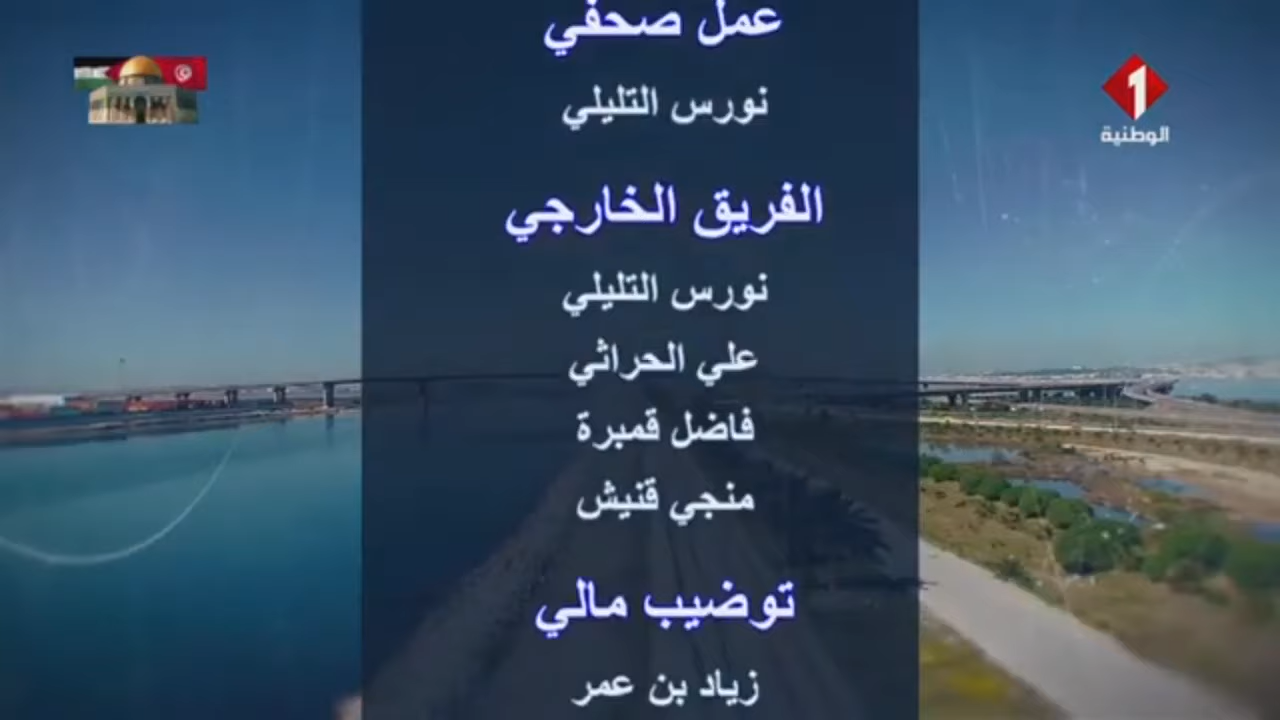 عمل صحفي
نورس التليلي
الفريق الخارجي
نورس التليلي
علي الحراثي
فاضل قمبرة
منجي قنيش
توضيب مالي
زياد بن عمر
1
الوطنية